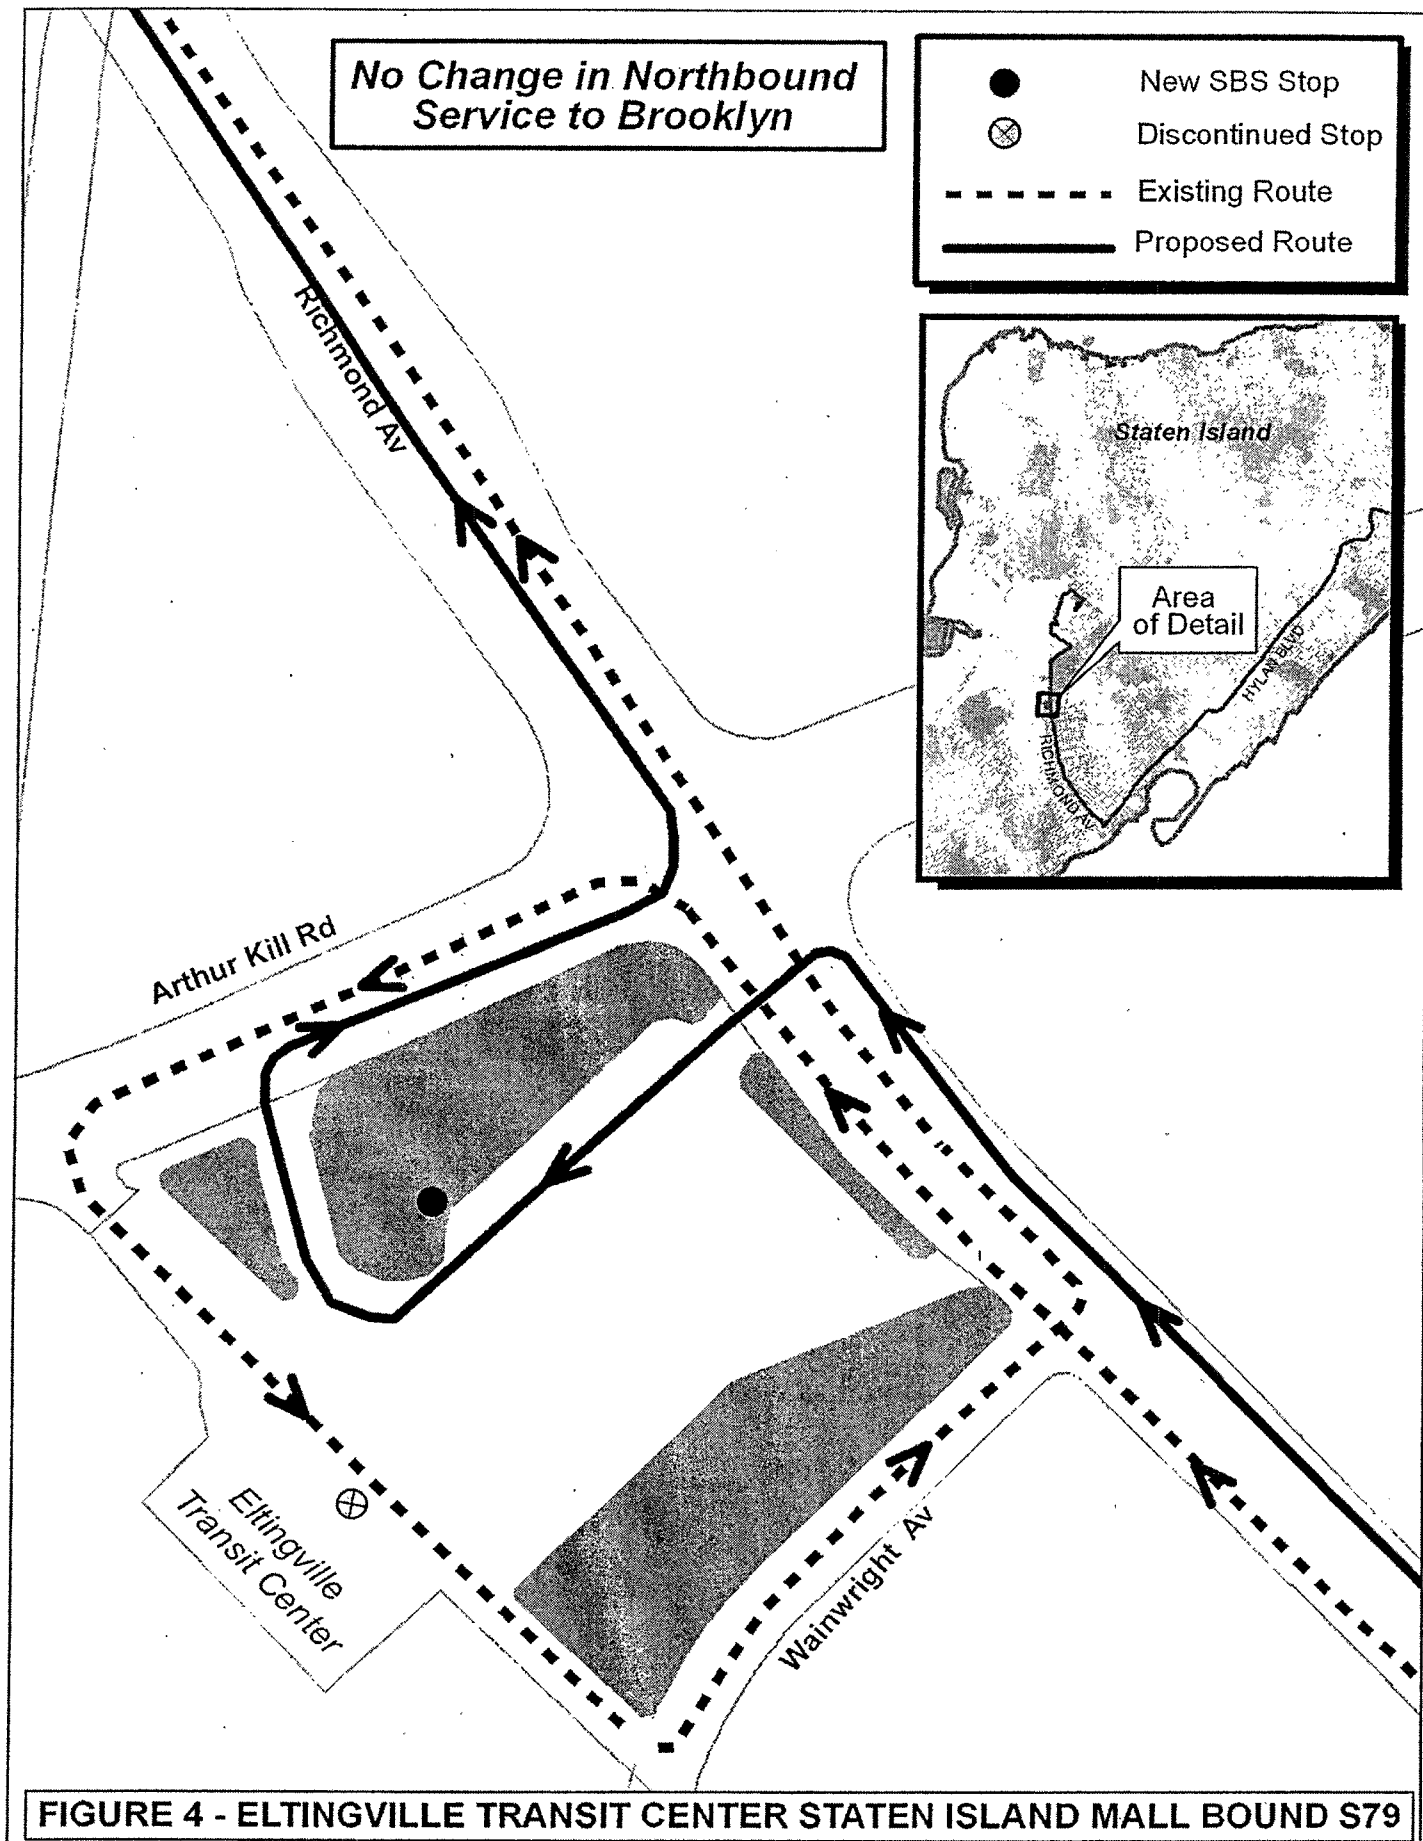 No Change in Northbound
Service to Brooklyn
New SBS Stop
Discontinued Stop
Existing Route
Proposed Route
Richmond Av
Staten Island
Area
of Detail
HYLAN BLVD
RICHMOND AV
Arthur Kill Rd
Eltingville
Transit Center
Wainwright Av
FIGURE 4 - ELTINGVILLE TRANSIT CENTER STATEN ISLAND MALL BOUND S79